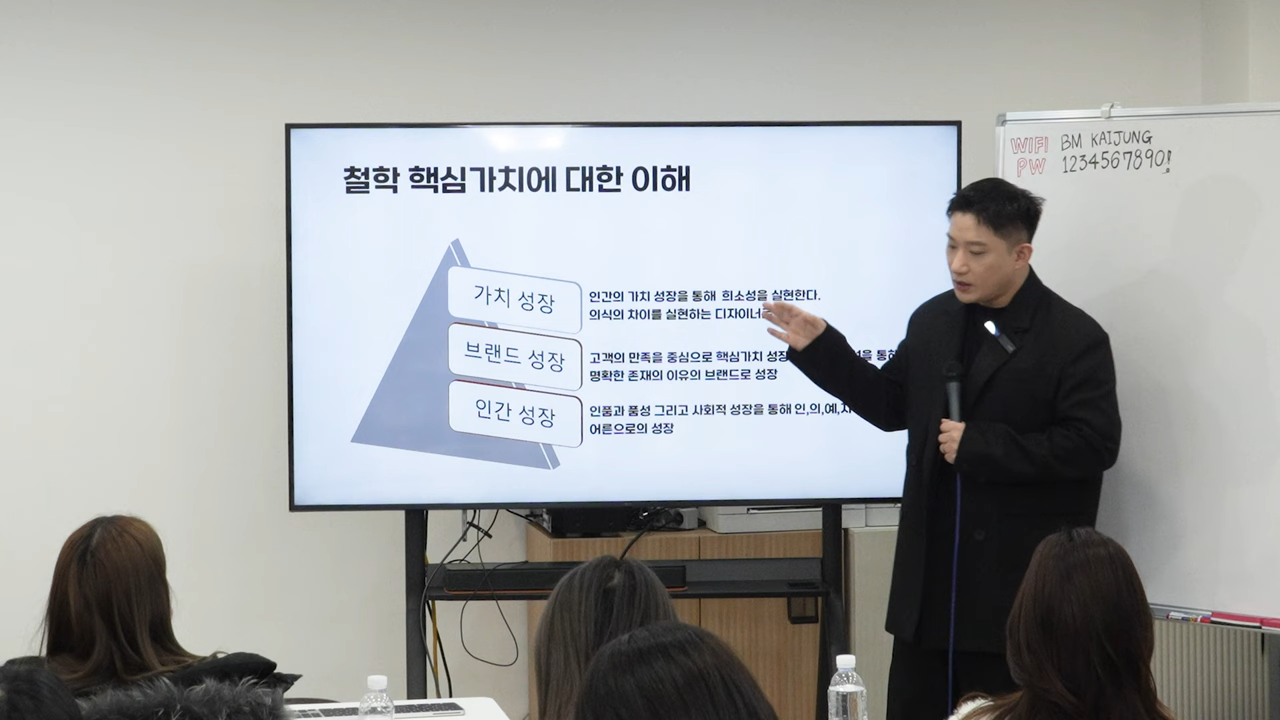 철학 핵심가치에 대한 이해
가치 성장
인간의 가치 성장을 통해 희소성을 실현한다.
의식의 차이를 실현하는 디자이너
브랜드 성장
고객의 만족을 중심으로 핵심가치 성장 통해
명확한 존재의 이유의 브랜드로 성장
인간 성장
인품과 품성 그리고 사회적 성장을 통해 인,의,예,지
어른으로의 성장
WIFI BM KAIJUNG
PW 1234567890!